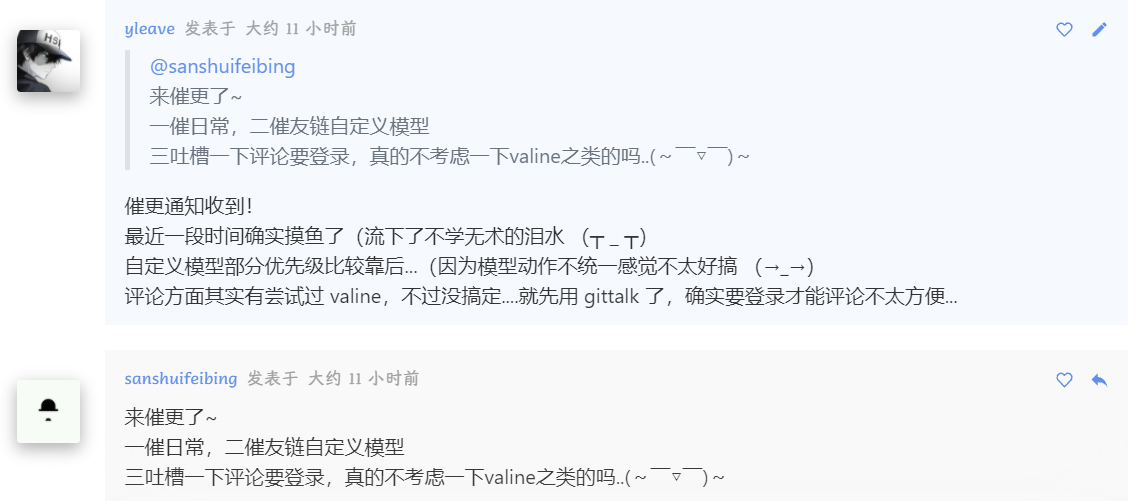 yleave 发表于 大约 11 小时前
@sanshuifeibing
来催更了~
一催日常，二催友链自定义模型
三吐槽一下评论要登录，真的不考虑一下valine之类的吗..(～￣▽￣)～
催更通知收到！
最近一段时间确实摸鱼了（流下了不学无术的泪水 （┬＿┬）
自定义模型部分优先级比较靠后...（因为模型动作不统一感觉不太好搞 （→_→）
评论方面其实有尝试过 valine，不过没搞定....就先用 gittalk 了，确实要登录才能评论不太方便...
sanshuifeibing 发表于 大约 11 小时前
来催更了~
一催日常，二催友链自定义模型
三吐槽一下评论要登录，真的不考虑一下valine之类的吗..(～￣▽￣)～